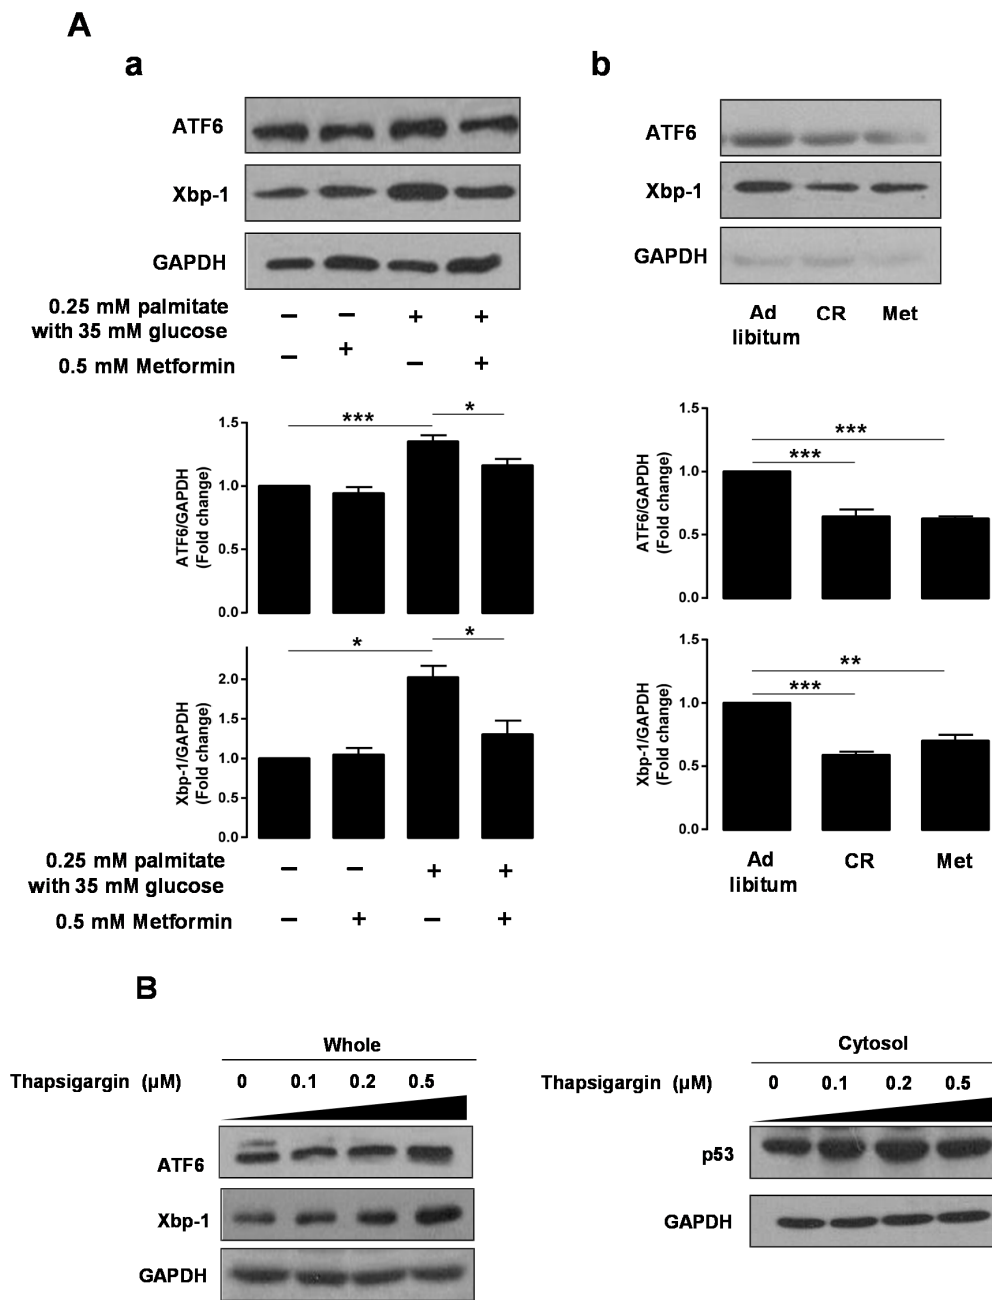 A
a
ATF6
Xbp-1
GAPDH
0.25 mM palmitate
with 35 mM glucose
– – + +
0.5 mM Metformin
– + – +
1.5
1.0
0.5
0.0
ATF6/GAPDH
(Fold change)
***
*
2.0
1.5
1.0
0.5
0.0
Xbp-1/GAPDH
(Fold change)
*
*
0.25 mM palmitate
with 35 mM glucose
– – + +
0.5 mM Metformin
– + – +
b
ATF6
Xbp-1
GAPDH
Ad
libitum
CR
Met
1.5
1.0
0.5
0.0
ATF6/GAPDH
(Fold change)
***
***
1.5
1.0
0.5
0.0
Xbp-1/GAPDH
(Fold change)
**
***
Ad
libitum
CR
Met
B
Whole
Thapsigargin (µM) 0 0.1 0.2 0.5
ATF6
Xbp-1
GAPDH
Cytosol
Thapsigargin (µM) 0 0.1 0.2 0.5
p53
GAPDH